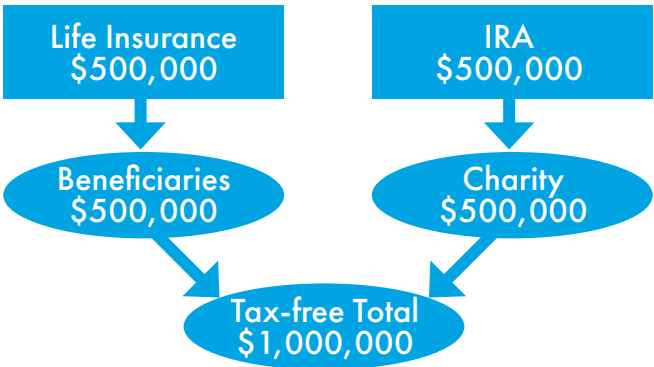 Life Insurance
$500,000
IRA
$500,000
Beneficiaries
$500,000
Charity
$500,000
Tax-free Total
$1,000,000